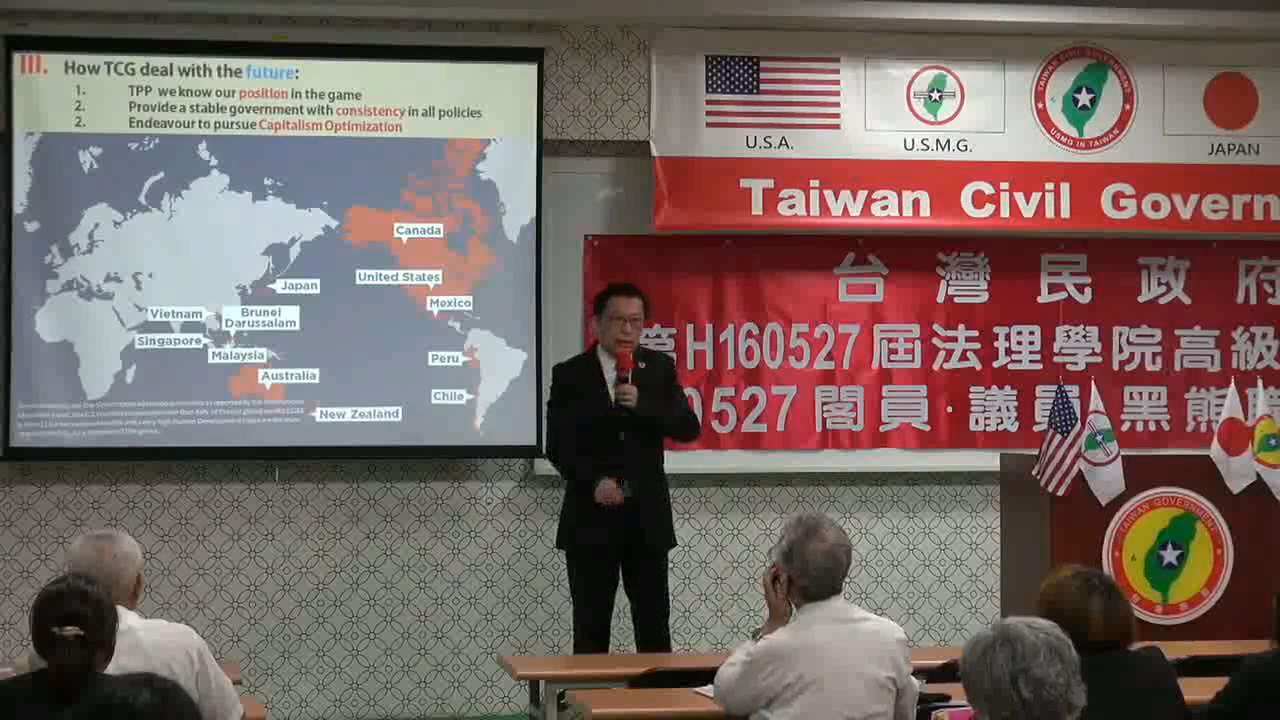 III. How TCG deal with the future:
1. TPP we know our position in the game
2. Provide a stable government with consistency in all policies
2. Endeavour to pursue Capitalism Optimization
Canada
United States
Japan
Mexico
Vietnam
Brunei
Darussalam
Singapore
Malaysia
Peru
Australia
Chile
New Zealand
U.S.A.
U.S.M.G.
TAIWAN CIVIL GOVERNMENT
USMG IN TAIWAN
JAPAN
Taiwan Civil Govern
台灣民政府
第H160527屆法理學院高級
0527閣員·議員 黑熊
TAIWAN GOVERNMENT